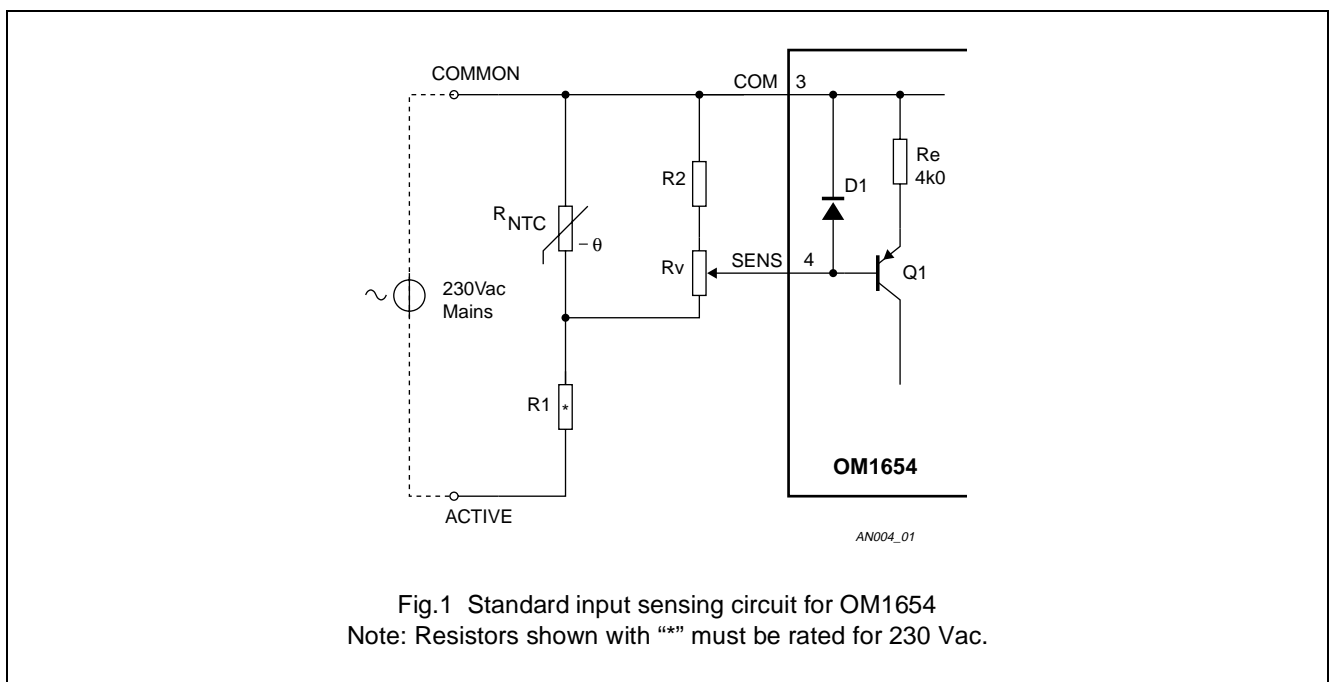 COMMON
COM 3
Re
4k0
R2
D1
RNTC
- θ
Rv
SENS 4
Q1
230Vac
Mains
R1 *
OM1654
ACTIVE
AN004_01
Fig.1 Standard input sensing circuit for OM1654
Note: Resistors shown with “*” must be rated for 230 Vac.